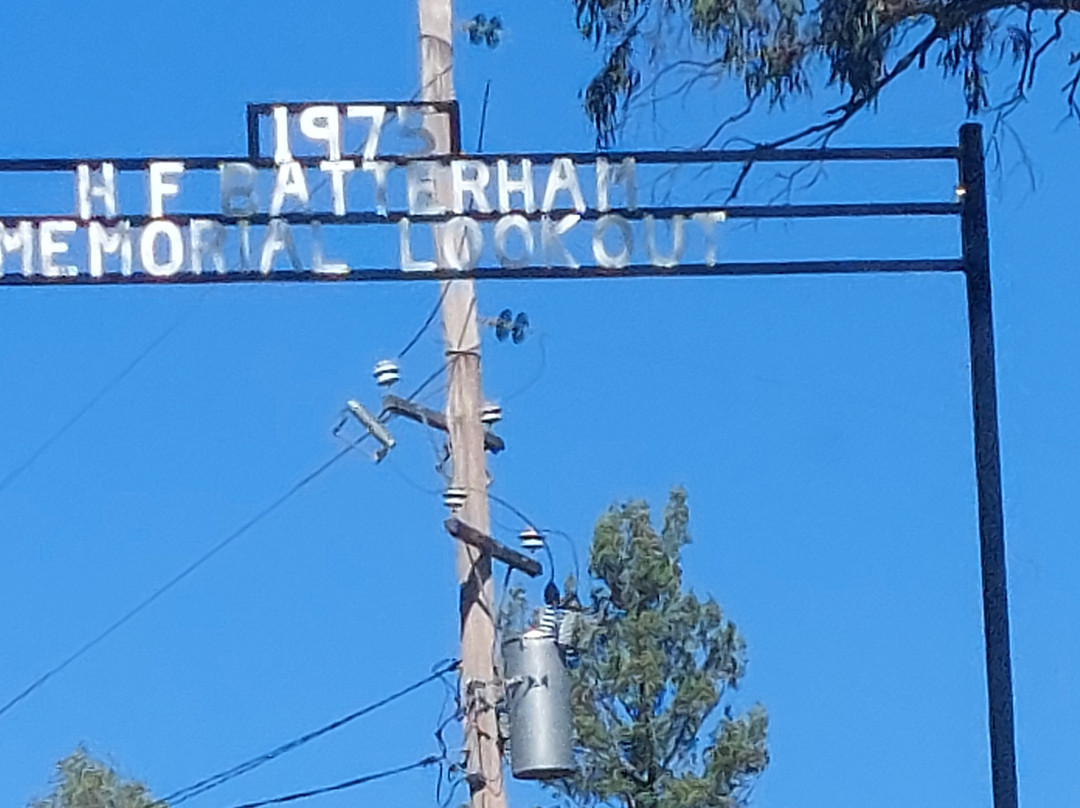 1975
H F BATTERHAM
MEMORIAL LOOKOUT